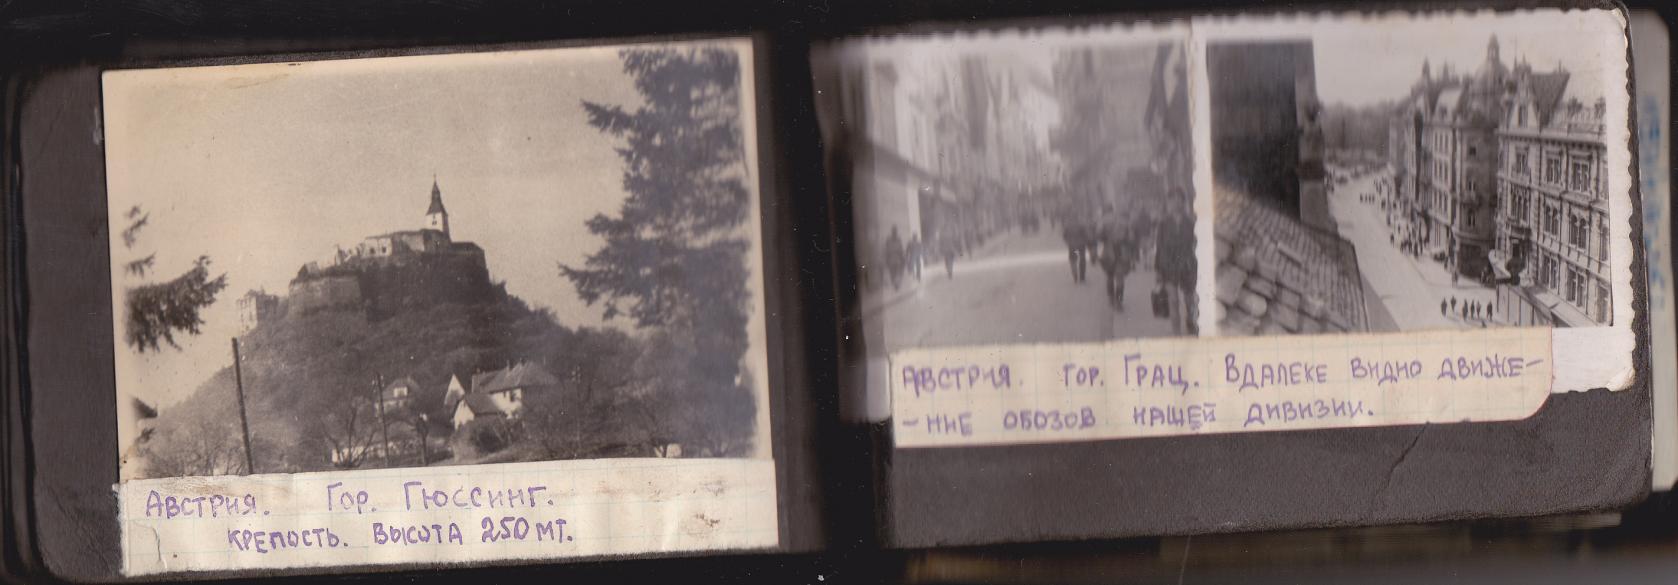 Австрия. Гор. Гюссинг.
крепость. высота 250 мт.
Австрия. гор. Грац. Вдалеке видно движе-
-ние обозов нашей дивизии.